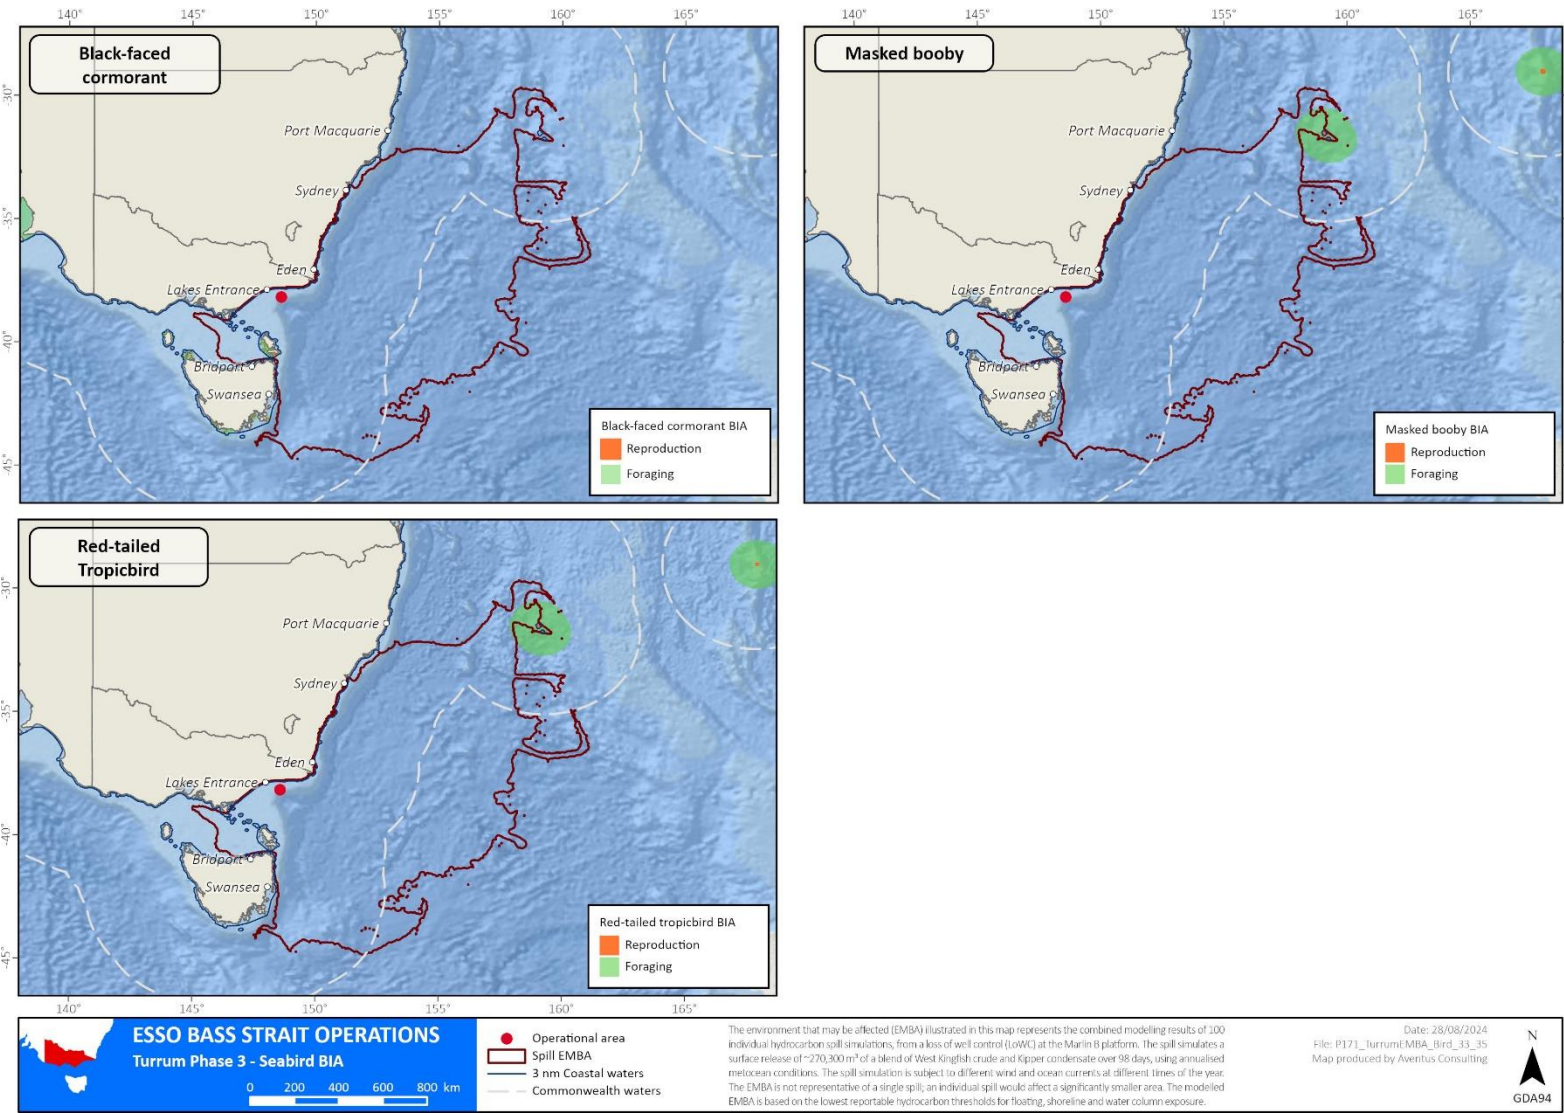 140° 145° 150° 155° 160° 165°
140° 145° 150° 155° 160° 165°
Black-faced
cormorant
Masked booby
-30°
-35°
-40°
-45°
Port Macquarie
Sydney
Eden
Lakes Entrance
Bridport
Swansea
Black-faced cormorant BIA
Reproduction
Foraging
Port Macquarie
Sydney
Eden
Lakes Entrance
Bridport
Swansea
Masked booby BIA
Reproduction
Foraging
Red-tailed
Tropicbird
-30°
-35°
-40°
-45°
Port Macquarie
Sydney
Eden
Lakes Entrance
Bridport
Swansea
Red-tailed tropicbird BIA
Reproduction
Foraging
140° 145° 150° 155° 160° 165°
ESSO BASS STRAIT OPERATIONS
Turrum Phase 3 - Seabird BIA
0 200 400 600 800 km
Operational area
Spill EMBA
3 nm Coastal waters
Commonwealth waters
The environment that may be affected (EMBA) illustrated in this map represents the combined modelling results of 100
individual hydrocarbon spill simulations, from a loss of well control (LoWC) at the Marlin B platform. The spill simulates a
surface release of ~270,300 m³ of a blend of West Kingfish crude and Kipper condensate over 98 days, using annualised
metocean conditions. The spill simulation is subject to different wind and ocean currents at different times of the year.
The EMBA is not representative of a single spill; an individual spill would affect a significantly smaller area. The modelled
EMBA is based on the lowest reportable hydrocarbon thresholds for floating, shoreline and water column exposure.
Date: 28/08/2024
File: P171_TurrumEMBA_Bird_33_35
Map produced by Aventus Consulting
N
GDA94